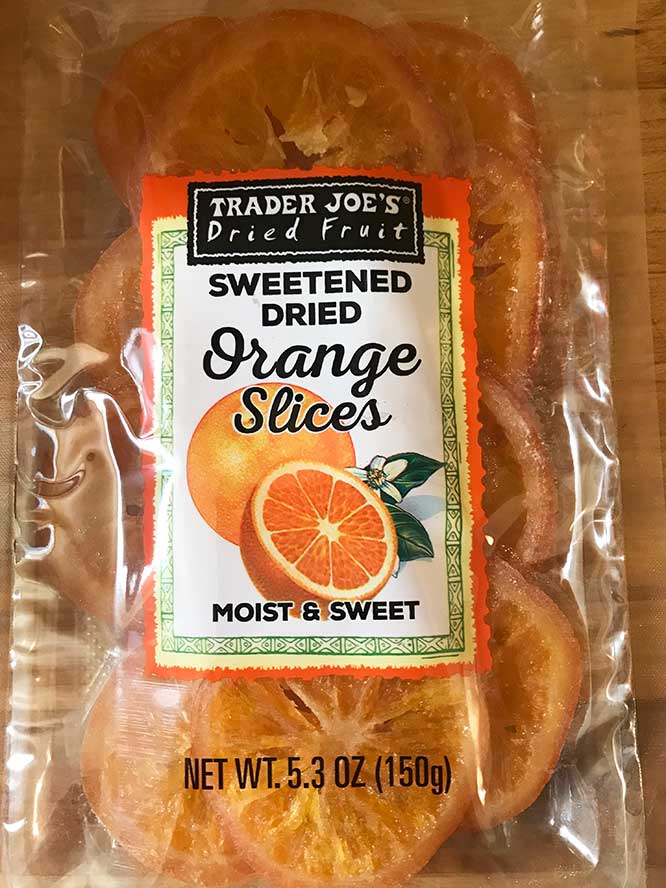 TRADER JOE'S®
Dried Fruit
SWEETENED
DRIED
Orange
Slices
MOIST & SWEET
NET WT. 5.3 OZ (150g)